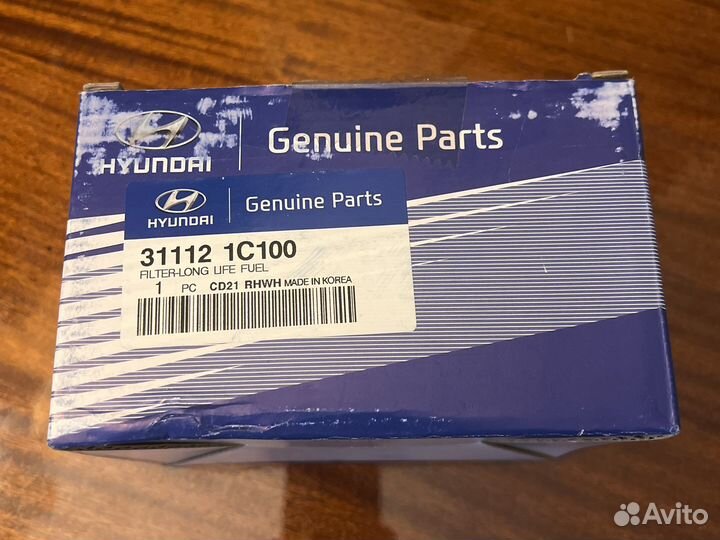 HYUNDAI
Genuine Parts
HYUNDAI
Genuine Parts
31112 1C100
FILTER-LONG LIFE FUEL
1 PC CD21 RHWH MADE IN KOREA
Avito